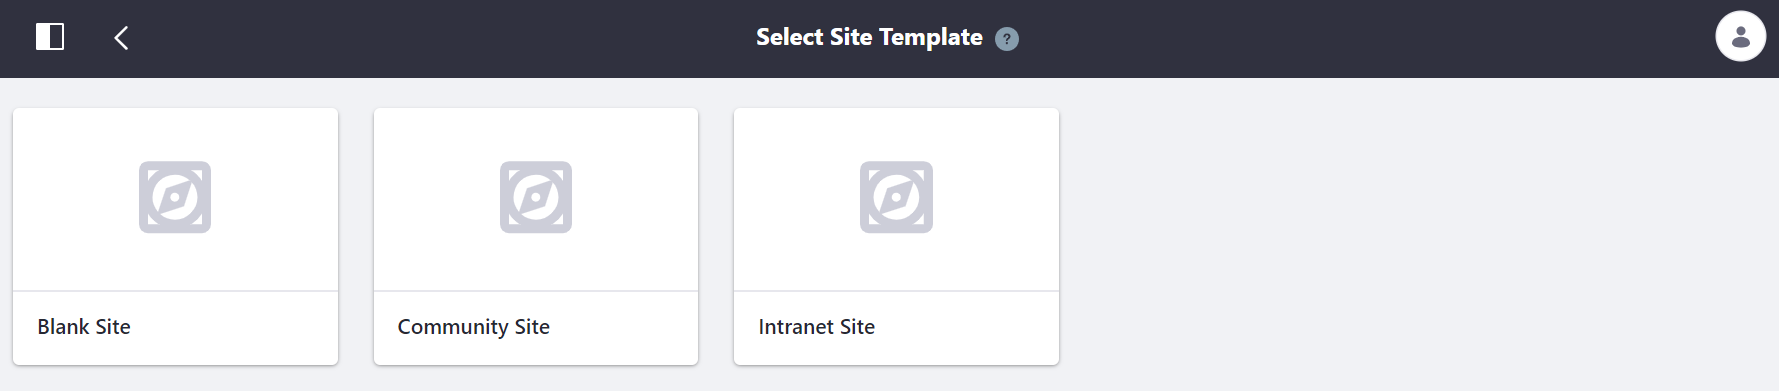 Select Site Template ?
Blank Site
Community Site
Intranet Site